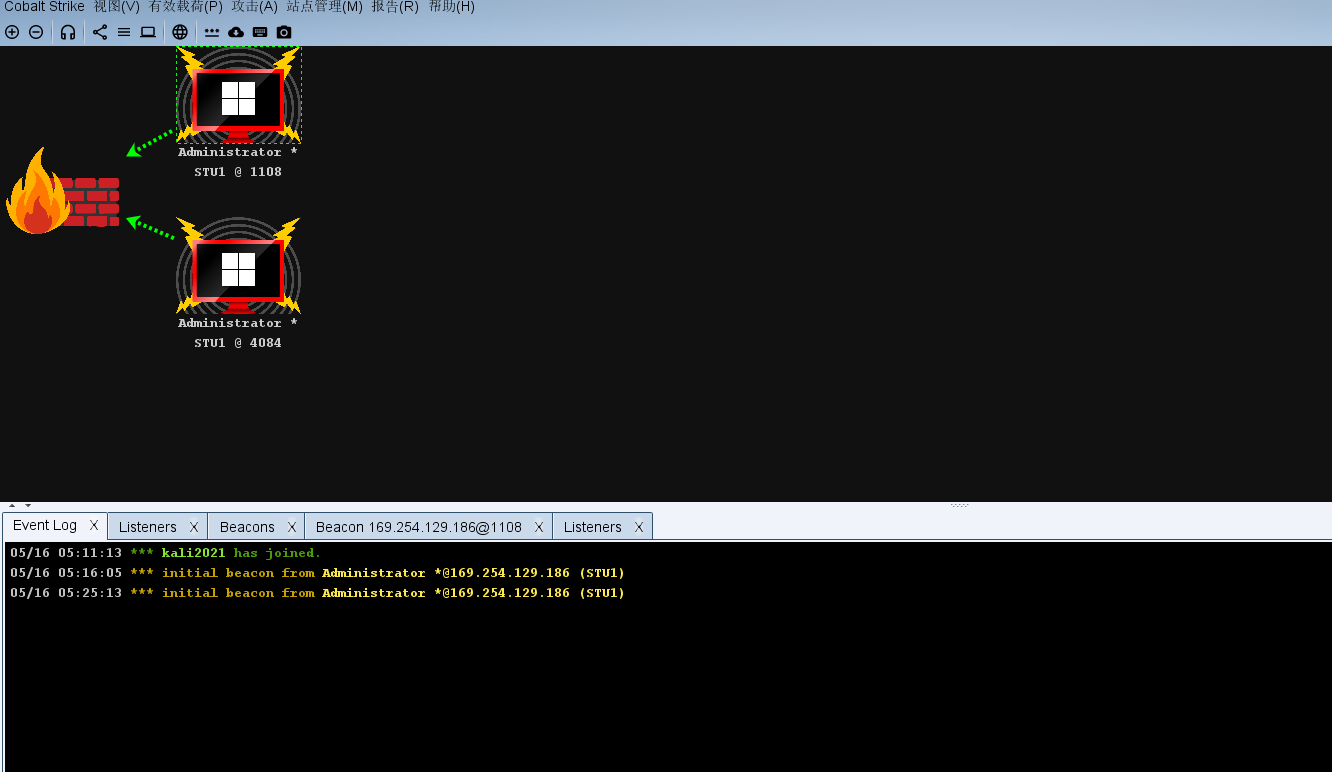 Cobalt Strike 视图(V) 有效载荷(P) 攻击(A) 站点管理(M) 报告(R) 帮助(H)
Administrator *
STU1 @ 1108
Administrator *
STU1 @ 4084
Event Log X Listeners X Beacons X Beacon 169.254.129.186@1108 X Listeners X
05/16 05:11:13 *** kali2021 has joined.
05/16 05:16:05 *** initial beacon from Administrator *@169.254.129.186 (STU1)
05/16 05:25:13 *** initial beacon from Administrator *@169.254.129.186 (STU1)